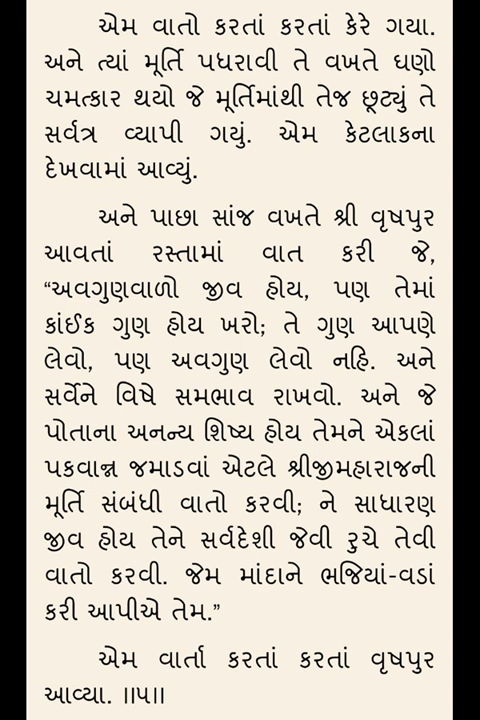 એમ વાતો કરતાં કરતાં કેરે ગયા.
અને ત્યાં મૂર્તિ પધરાવી તે વખતે ઘણો
ચમત્કાર થયો જે મૂર્તિમાંથી તેજ છૂટ્યું તે
સર્વત્ર વ્યાપી ગયું. એમ કેટલાકના
દેખવામાં આવ્યું.
અને પાછા સાંજ વખતે શ્રી વૃષપુર
આવતાં રસ્તામાં વાત કરી જે,
“અવગુણવાળો જીવ હોય, પણ તેમાં
કાંઈક ગુણ હોય ખરો; તે ગુણ આપણે
લેવો, પણ અવગુણ લેવો નહિ. અને
સર્વેને વિષે સમભાવ રાખવો. અને જે
પોતાના અનન્ય શિષ્ય હોય તેમને એકલાં
પકવાન્ન જમાડવાં એટલે શ્રીજીમહારાજની
મૂર્તિ સંબંધી વાતો કરવી; ને સાધારણ
જીવ હોય તેને સર્વદેશી જેવી રુચે તેવી
વાતો કરવી. જેમ માંદાને ભજિયાં-વડાં
કરી આપીએ તેમ.”
એમ વાર્તા કરતાં કરતાં વૃષપુર
આવ્યા. ।।૫।।